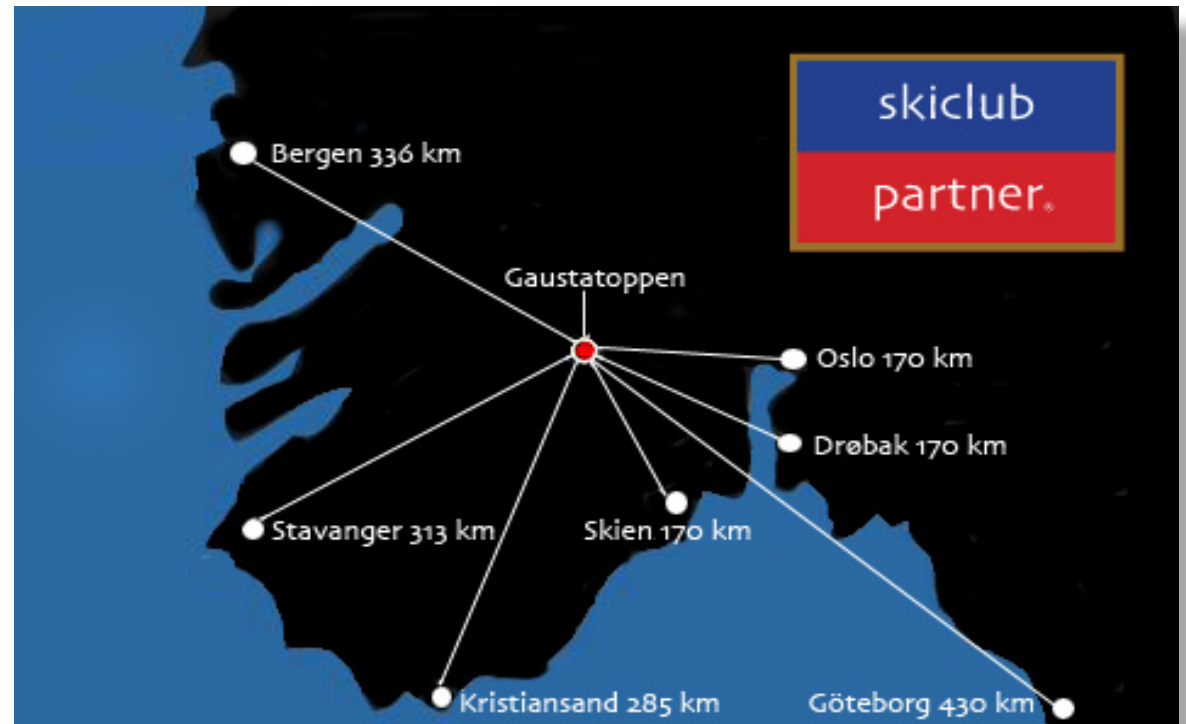 skiclub
partner®
Bergen 336 km
Gaustatoppen
Oslo 170 km
Drøbak 170 km
Stavanger 313 km
Skien 170 km
Kristiansand 285 km
Göteborg 430 km